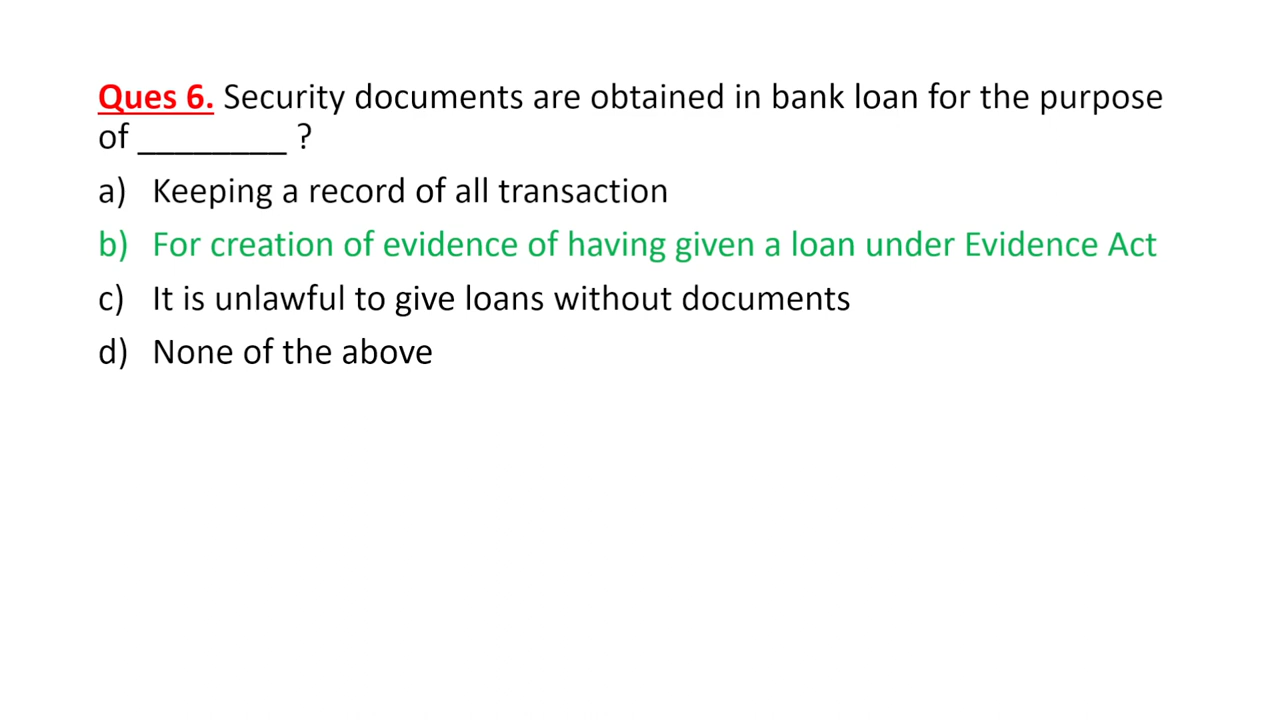 Ques 6. Security documents are obtained in bank loan for the purpose
of ________ ?
a) Keeping a record of all transaction
b) For creation of evidence of having given a loan under Evidence Act
c) It is unlawful to give loans without documents
d) None of the above